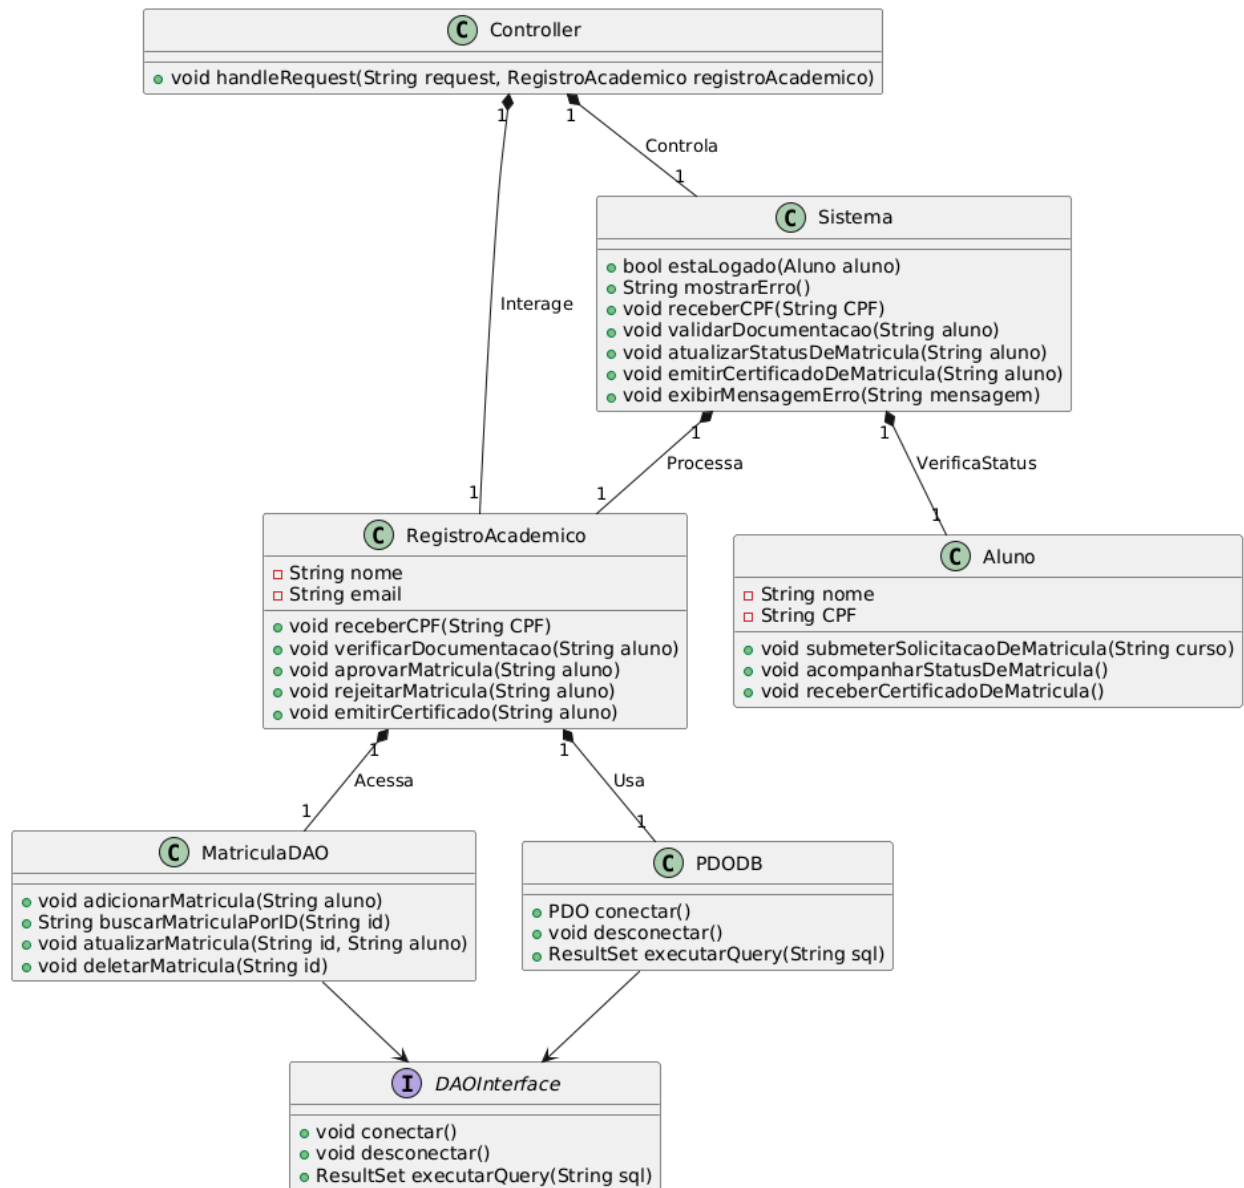 C Controller
void handleRequest(String request, RegistroAcademico registroAcademico)
1
1
Controla
1
C Sistema
bool estaLogado(Aluno aluno)
String mostrarErro()
void receberCPF(String CPF)
void validarDocumentacao(String aluno)
void atualizarStatusDeMatricula(String aluno)
void emitirCertificadoDeMatricula(String aluno)
void exibirMensagemErro(String mensagem)
Interage
1
1
Processa
VerificaStatus
1
1
1
C RegistroAcademico
String nome
String email
void receberCPF(String CPF)
void verificarDocumentacao(String aluno)
void aprovarMatricula(String aluno)
void rejeitarMatricula(String aluno)
void emitirCertificado(String aluno)
C Aluno
String nome
String CPF
void submeterSolicitacaoDeMatricula(String curso)
void acompanharStatusDeMatricula()
void receberCertificadoDeMatricula()
1
1
Acessa
Usa
1
1
C MatriculaDAO
void adicionarMatricula(String aluno)
String buscarMatriculaPorID(String id)
void atualizarMatricula(String id, String aluno)
void deletarMatricula(String id)
C PDODB
PDO conectar()
void desconectar()
ResultSet executarQuery(String sql)
I DAOInterface
void conectar()
void desconectar()
ResultSet executarQuery(String sql)